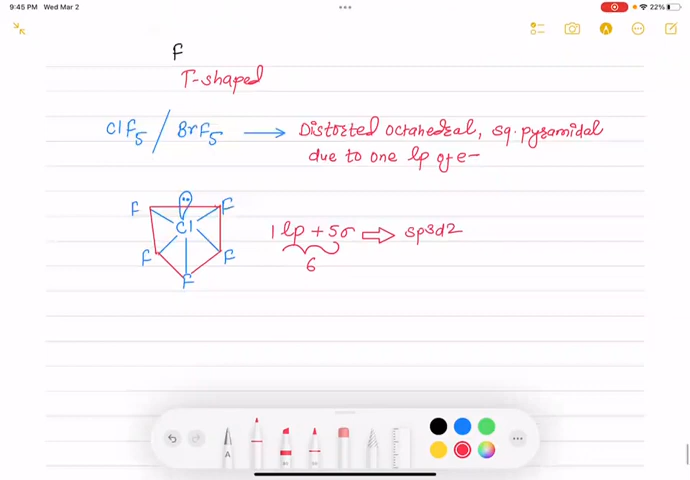 9:45 PM Wed Mar 2
22%
F
T-shaped
ClF5 / BrF5 → Distorted octahedral, sq. pyramidal
due to one lp of e-
F F
Cl
1 lp + 5σ ⇒ sp3d2
F F
6
F
A